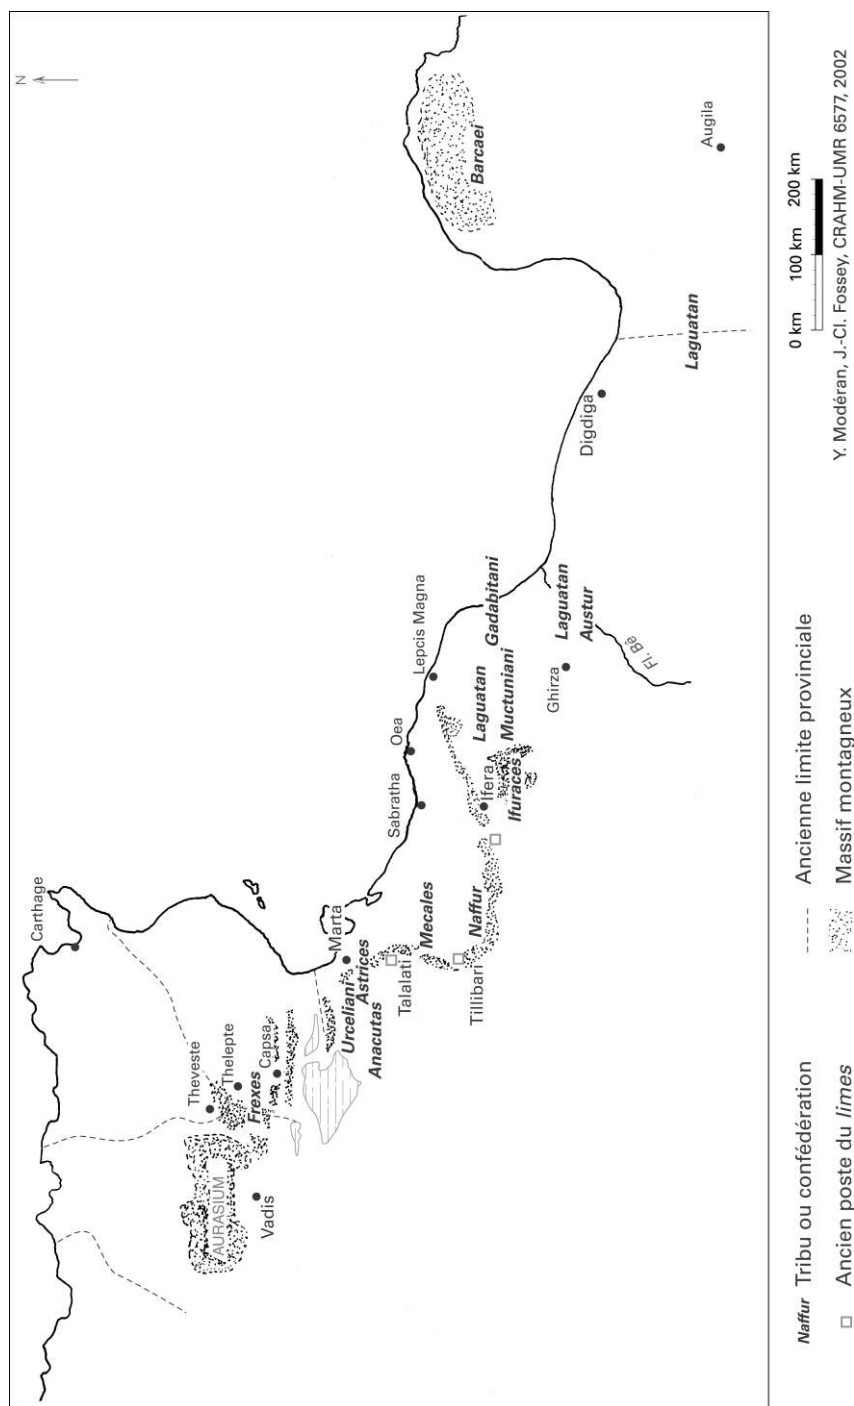 N
Carthage
Theveste
Thelepte
AURASIUM
Vadis
Frexes
Capsa
Urceliani
Astrices
Anacutas
Marta
Talalati
Mecales
Tillibari
Naffur
Sabratha
Oea
Lepcis Magna
Ifera
Ifuraces
Laguatan
Muctuniani
Gadabitani
Ghirza
Laguatan
Austur
Fl. Bê
Digdiga
Laguatan
Barcaei
Augila
0 km 100 km 200 km
Naffur Tribu ou confédération
Ancien poste du limes
Ancienne limite provinciale
Massif montagneux
Y. Modéran, J.-Cl. Fossey, CRAHM-UMR 6577, 2002